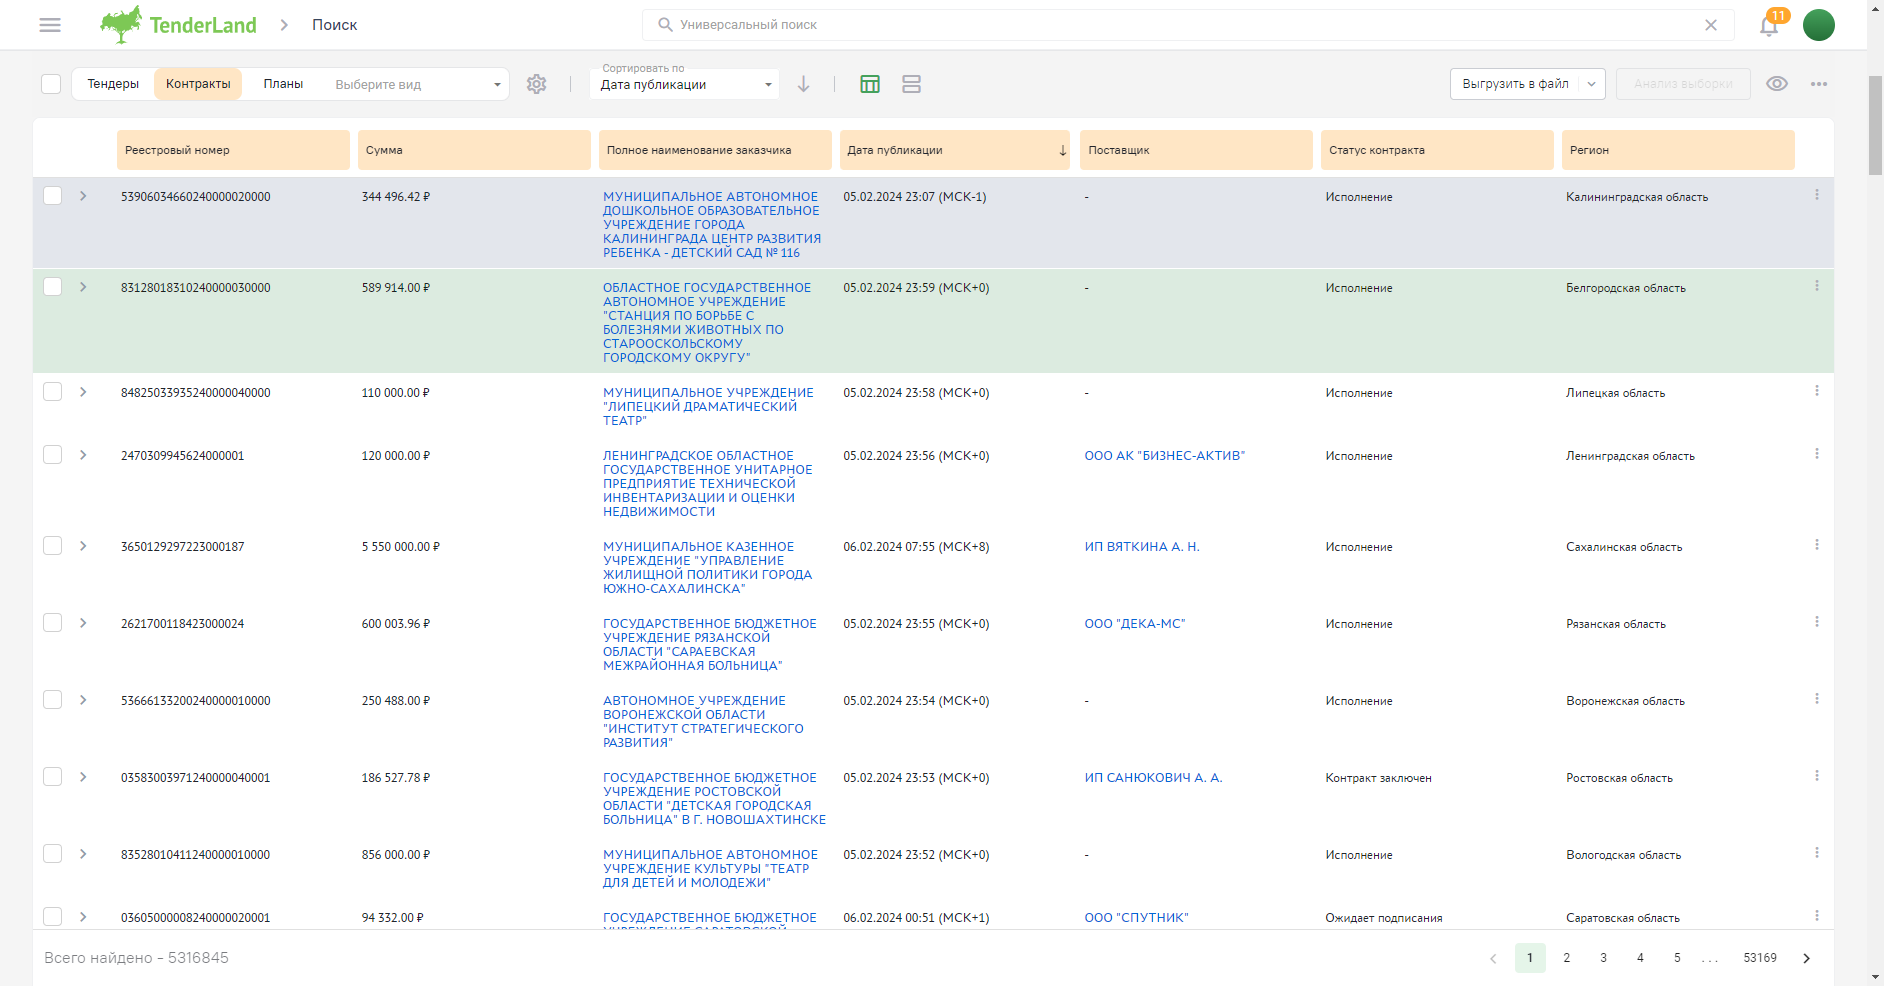 TenderLand
Поиск
Универсальный поиск
11
Тендеры
Контракты
Планы
Выберите вид
Сортировать по
Дата публикации
Выгрузить в файл
Анализ выборки
Реестровый номер
Сумма
Полное наименование заказчика
Дата публикации
Поставщик
Статус контракта
Регион
53906034660240000020000
344 496.42 ₽
МУНИЦИПАЛЬНОЕ АВТОНОМНОЕ
ДОШКОЛЬНОЕ ОБРАЗОВАТЕЛЬНОЕ
УЧРЕЖДЕНИЕ ГОРОДА
КАЛИНИНГРАДА ЦЕНТР РАЗВИТИЯ
РЕБЕНКА - ДЕТСКИЙ САД № 116
05.02.2024 23:07 (МСК-1)
-
Исполнение
Калининградская область
83128018310240000030000
589 914.00 ₽
ОБЛАСТНОЕ ГОСУДАРСТВЕННОЕ
АВТОНОМНОЕ УЧРЕЖДЕНИЕ
"СТАНЦИЯ ПО БОРЬБЕ С
БОЛЕЗНЯМИ ЖИВОТНЫХ ПО
СТАРООСКОЛЬСКОМУ
ГОРОДСКОМУ ОКРУГУ"
05.02.2024 23:59 (МСК+0)
-
Исполнение
Белгородская область
84825033935240000040000
110 000.00 ₽
МУНИЦИПАЛЬНОЕ УЧРЕЖДЕНИЕ
"ЛИПЕЦКИЙ ДРАМАТИЧЕСКИЙ
ТЕАТР"
05.02.2024 23:58 (МСК+0)
-
Исполнение
Липецкая область
2470309945624000001
120 000.00 ₽
ЛЕНИНГРАДСКОЕ ОБЛАСТНОЕ
ГОСУДАРСТВЕННОЕ УНИТАРНОЕ
ПРЕДПРИЯТИЕ ТЕХНИЧЕСКОЙ
ИНВЕНТАРИЗАЦИИ И ОЦЕНКИ
НЕДВИЖИМОСТИ
05.02.2024 23:56 (МСК+0)
ООО АК "БИЗНЕС-АКТИВ"
Исполнение
Ленинградская область
3650129297223000187
5 550 000.00 ₽
МУНИЦИПАЛЬНОЕ КАЗЕННОЕ
УЧРЕЖДЕНИЕ "УПРАВЛЕНИЕ
ЖИЛИЩНОЙ ПОЛИТИКИ ГОРОДА
ЮЖНО-САХАЛИНСКА"
06.02.2024 07:55 (МСК+8)
ИП ВЯТКИНА А. Н.
Исполнение
Сахалинская область
2621700118423000024
600 003.96 ₽
ГОСУДАРСТВЕННОЕ БЮДЖЕТНОЕ
УЧРЕЖДЕНИЕ РЯЗАНСКОЙ
ОБЛАСТИ "САРАЕВСКАЯ
МЕЖРАЙОННАЯ БОЛЬНИЦА"
05.02.2024 23:55 (МСК+0)
ООО "ДЕКА-МС"
Исполнение
Рязанская область
53666133200240000010000
250 488.00 ₽
АВТОНОМНОЕ УЧРЕЖДЕНИЕ
ВОРОНЕЖСКОЙ ОБЛАСТИ
"ИНСТИТУТ СТРАТЕГИЧЕСКОГО
РАЗВИТИЯ"
05.02.2024 23:54 (МСК+0)
-
Исполнение
Воронежская область
03583003971240000040001
186 527.78 ₽
ГОСУДАРСТВЕННОЕ БЮДЖЕТНОЕ
УЧРЕЖДЕНИЕ РОСТОВСКОЙ
ОБЛАСТИ "ДЕТСКАЯ ГОРОДСКАЯ
БОЛЬНИЦА" В Г. НОВОШАХТИНСКЕ
05.02.2024 23:53 (МСК+0)
ИП САНЮКОВИЧ А. А.
Контракт заключен
Ростовская область
83528010411240000010000
856 000.00 ₽
МУНИЦИПАЛЬНОЕ АВТОНОМНОЕ
УЧРЕЖДЕНИЕ КУЛЬТУРЫ "ТЕАТР
ДЛЯ ДЕТЕЙ И МОЛОДЕЖИ"
05.02.2024 23:52 (МСК+0)
-
Исполнение
Вологодская область
03605000008240000020001
94 332.00 ₽
ГОСУДАРСТВЕННОЕ БЮДЖЕТНОЕ
УЧРЕЖДЕНИЕ САРАТОВСКОЙ
06.02.2024 00:51 (МСК+1)
ООО "СПУТНИК"
Ожидает подписания
Саратовская область
Всего найдено - 5316845
1 2 3 4 5 ... 53169